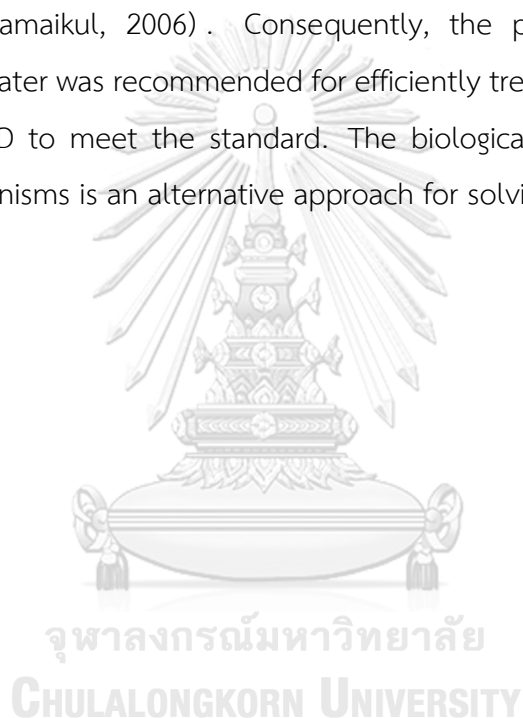 amaikul, 2006) . Consequently, the p
ater was recommended for efficiently tre
O to meet the standard. The biological
nisms is an alternative approach for solvi
จุฬาลงกรณ์มหาวิทยาลัย
CHULALONGKORN UNIVERSITY